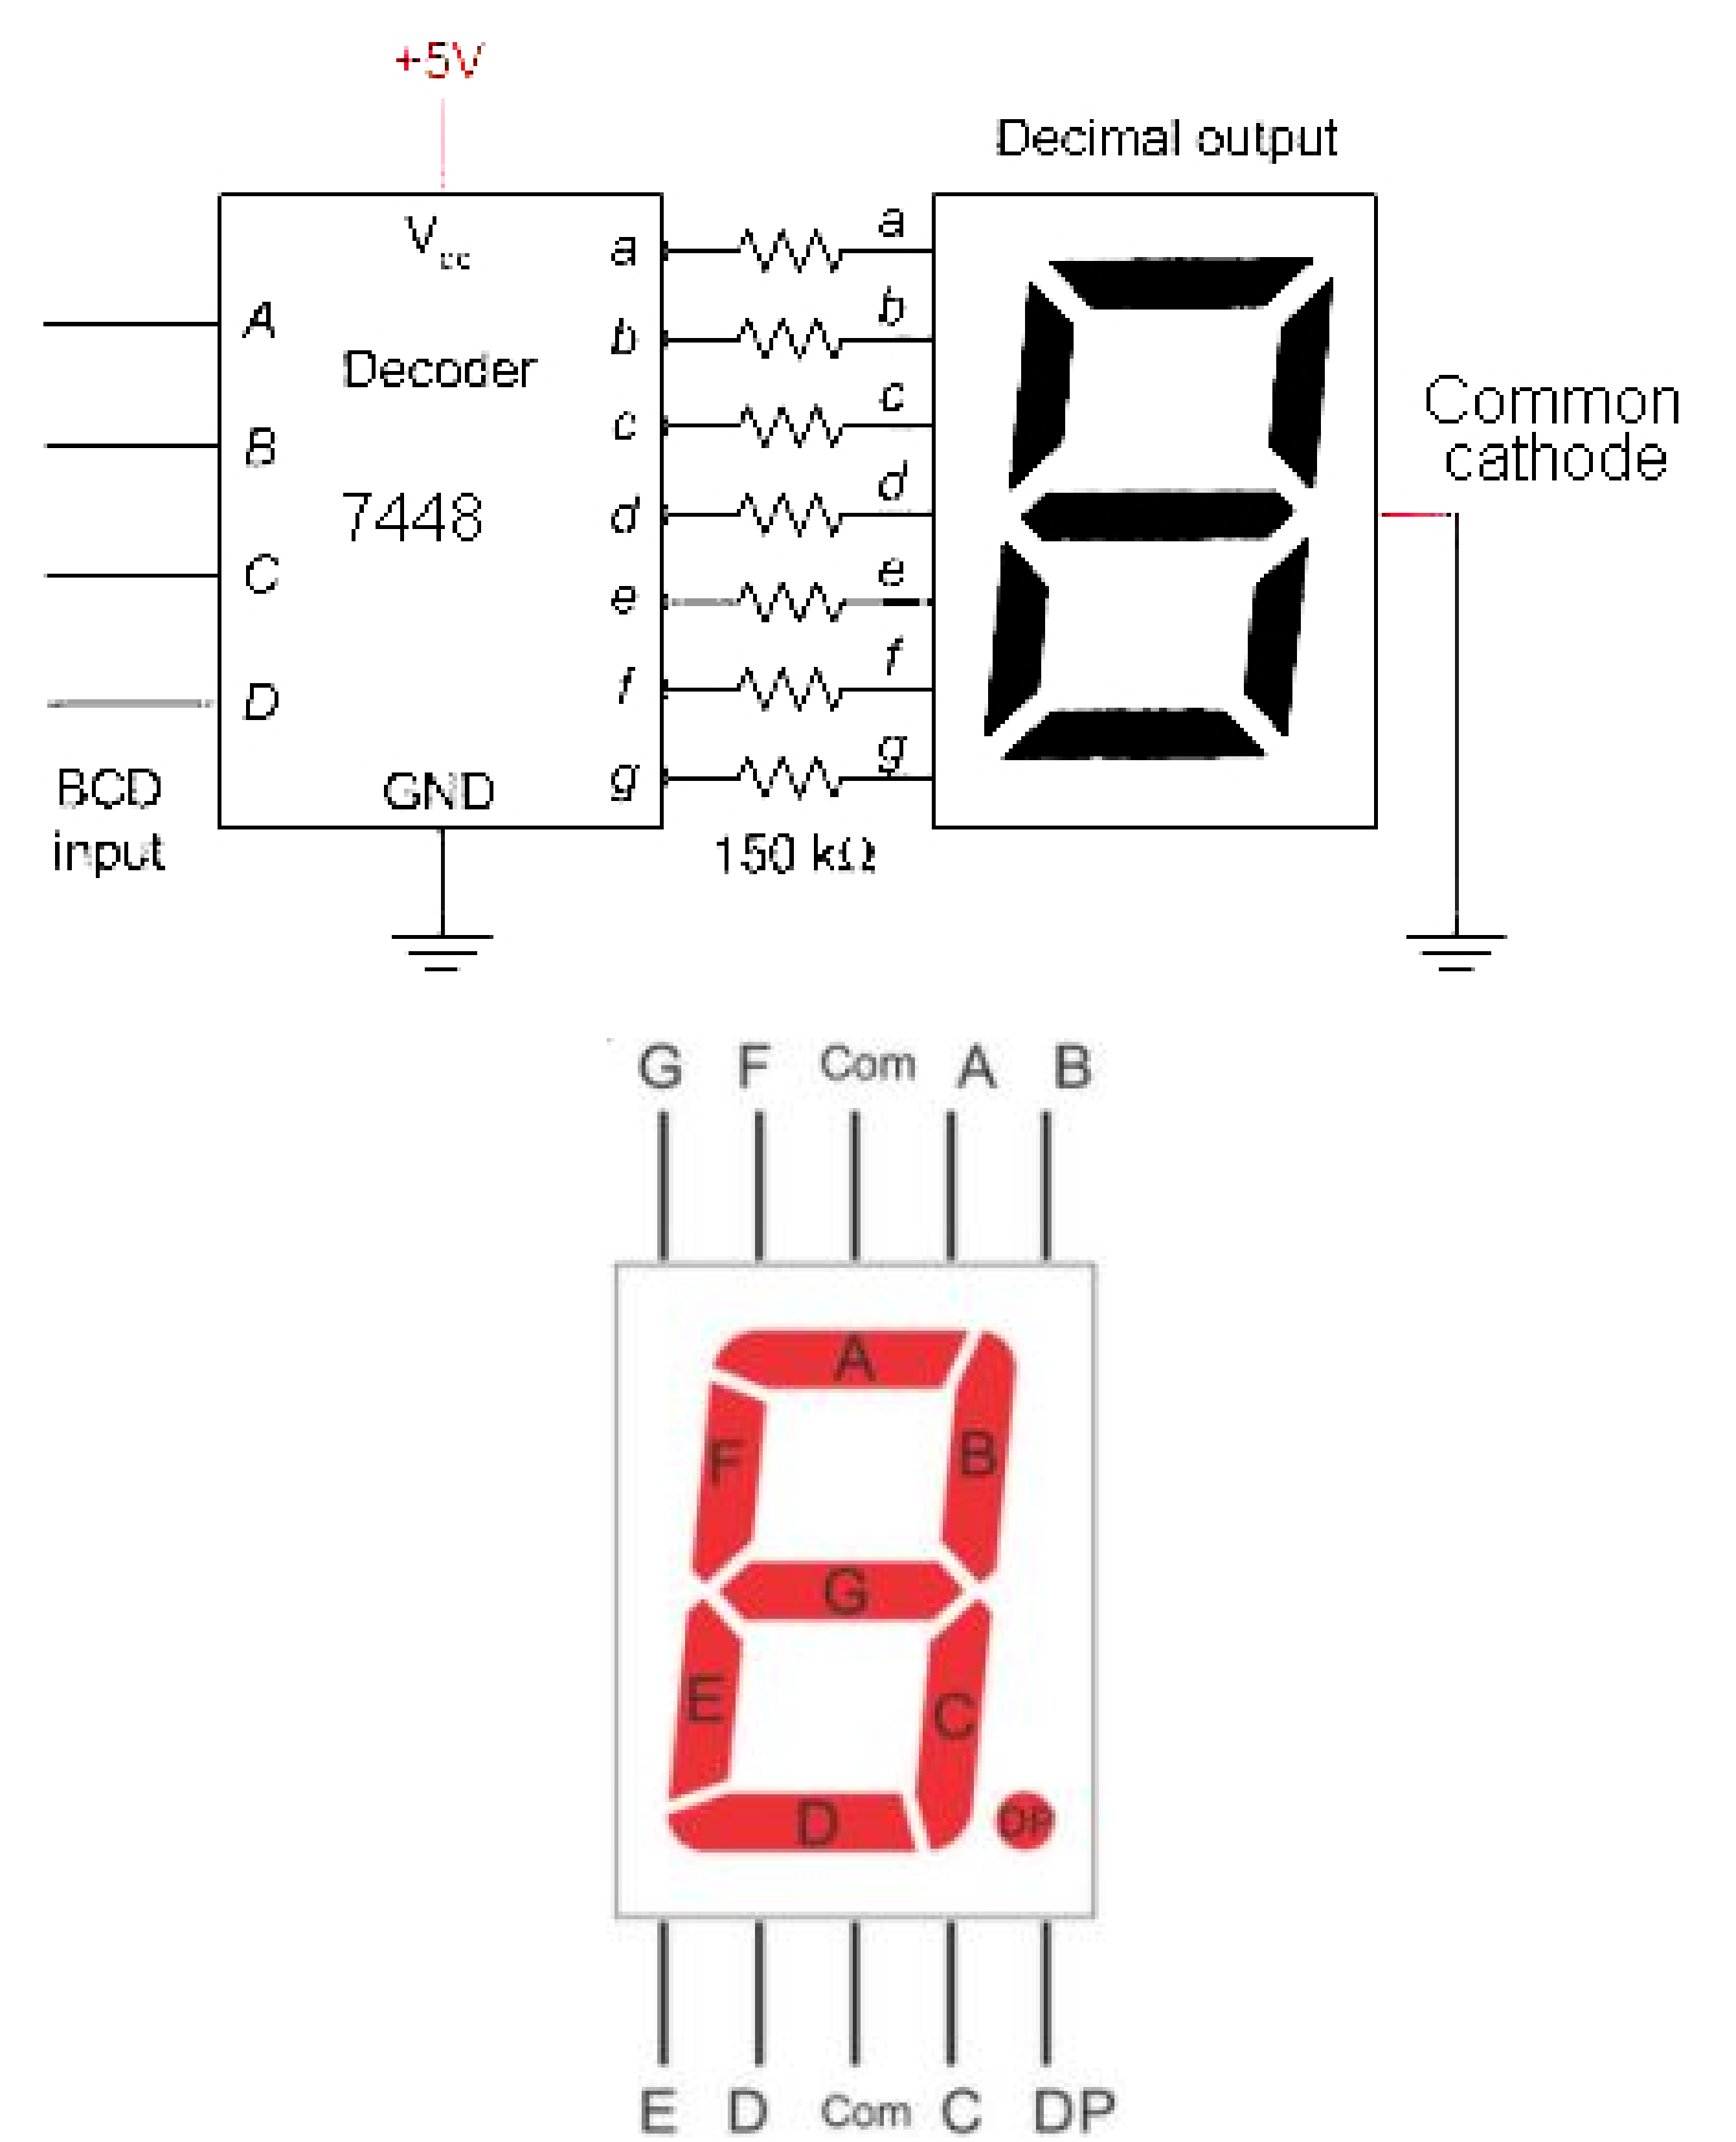 +5V
Decimal output
Vcc
a
a
A
b
b
Decoder
c
c
Common
cathode
B
7448
d
d
C
e
e
D
f
f
BCD
input
GND
g
g
150 kΩ
G F Com A B
A
F
B
G
E
C
D
DP
E D Com C DP